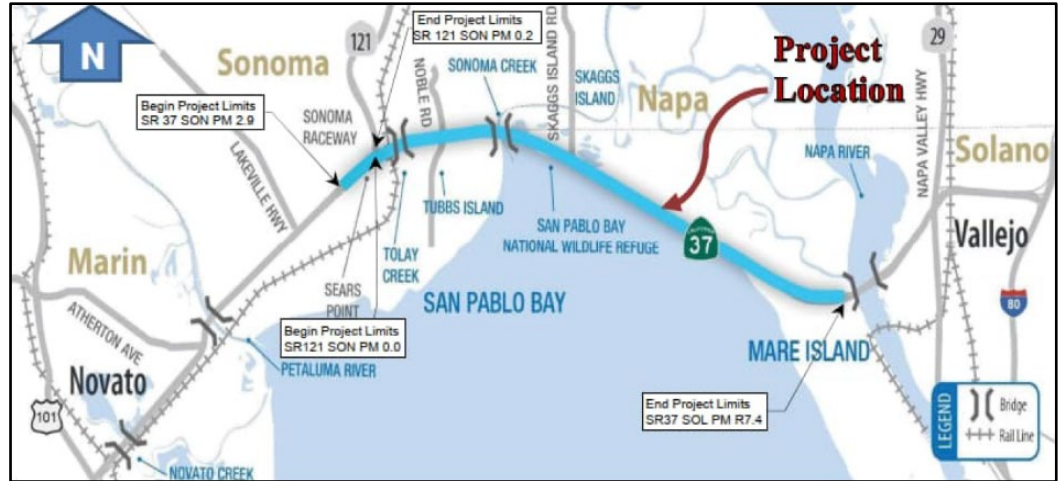 N
Sonoma
121
End Project Limits
SR 121 SON PM 0.2
NOBLE RD
SONOMA CREEK
SKAGGS ISLAND RD
SKAGGS
ISLAND
Napa
Project
Location
29
NAPA VALLEY HWY
Solano
Begin Project Limits
SR 37 SON PM 2.9
SONOMA
RACEWAY
LAKEVILLE HWY
NAPA RIVER
TUBBS ISLAND
SAN PABLO BAY
NATIONAL WILDLIFE REFUGE
CALIFORNIA
37
Vallejo
80
Marin
TOLAY
CREEK
SEARS
POINT
SAN PABLO BAY
ATHERTON AVE
Begin Project Limits
SR121 SON PM 0.0
PETALUMA RIVER
MARE ISLAND
Novato
101
End Project Limits
SR37 SOL PM R7.4
NOVATO CREEK
LEGEND
Bridge
Rail Line